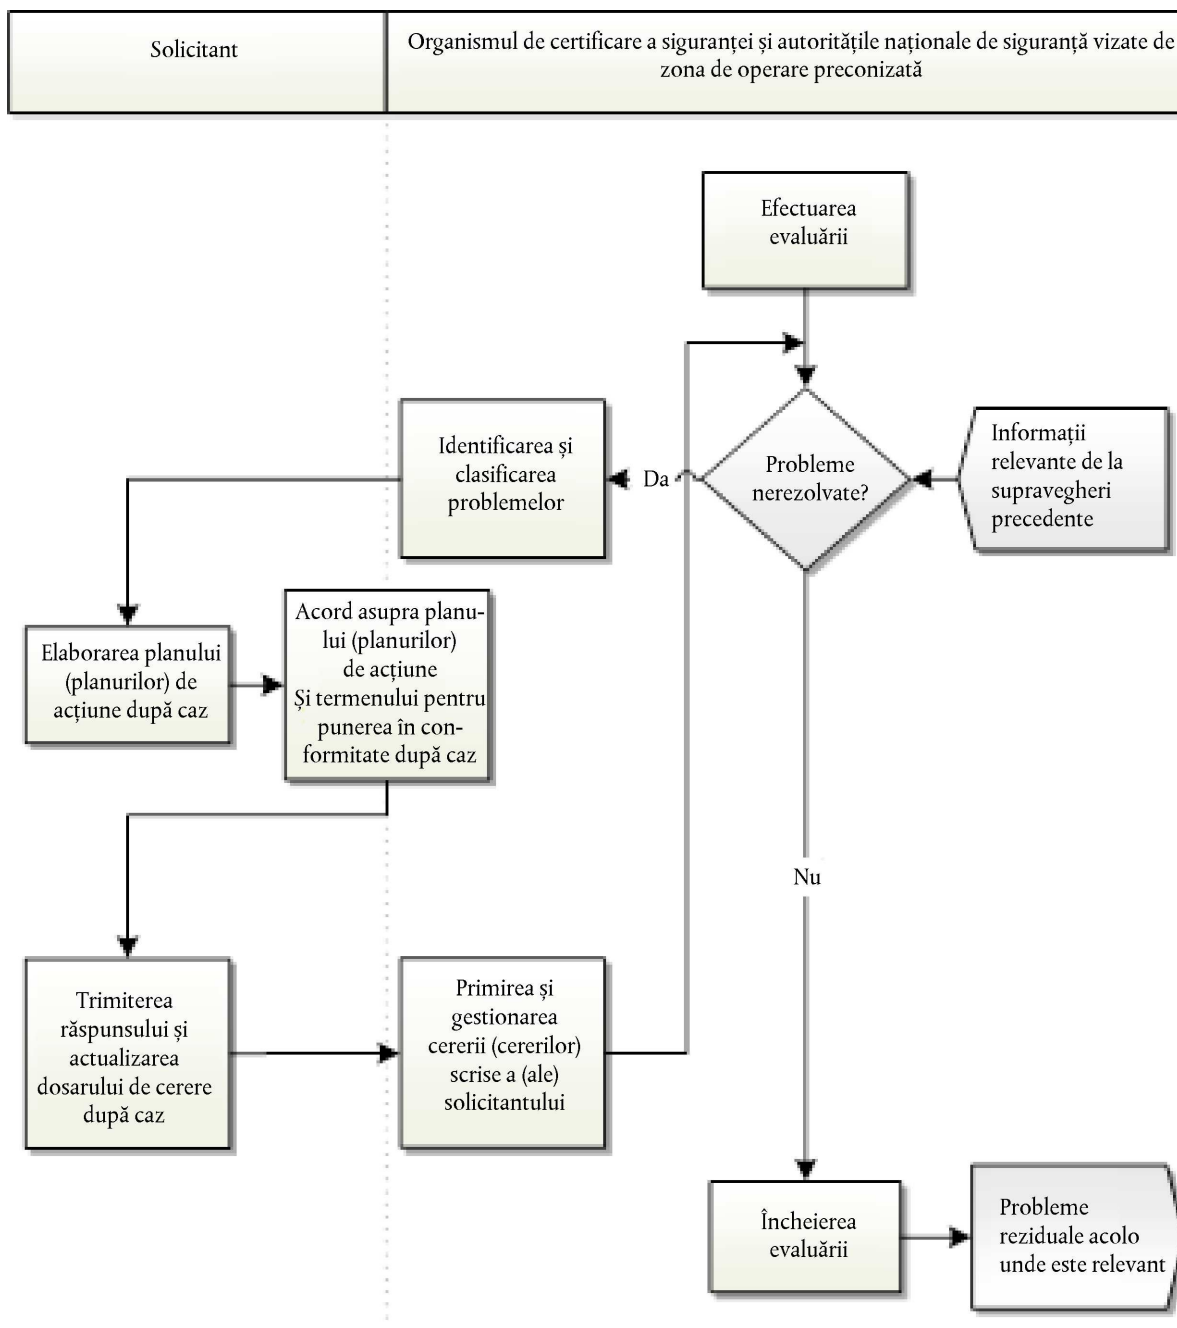 Solicitant
Organismul de certificare a siguranței și autoritățile naționale de siguranță vizate de
zona de operare preconizată
Efectuarea
evaluării
Probleme
nerezolvate?
Informații
relevante de la
supravegheri
precedente
Da
Identificarea și
clasificarea
problemelor
Elaborarea planului
(planurilor) de
acțiune după caz
Acord asupra planu-
lui (planurilor)
de acțiune
Și termenului pentru
punerea în con-
formitate după caz
Trimiterea
răspunsului și
actualizarea
dosarului de cerere
după caz
Primirea și
gestionarea
cererii (cererilor)
scrise a (ale)
solicitantului
Nu
Încheierea
evaluării
Probleme
reziduale acolo
unde este relevant